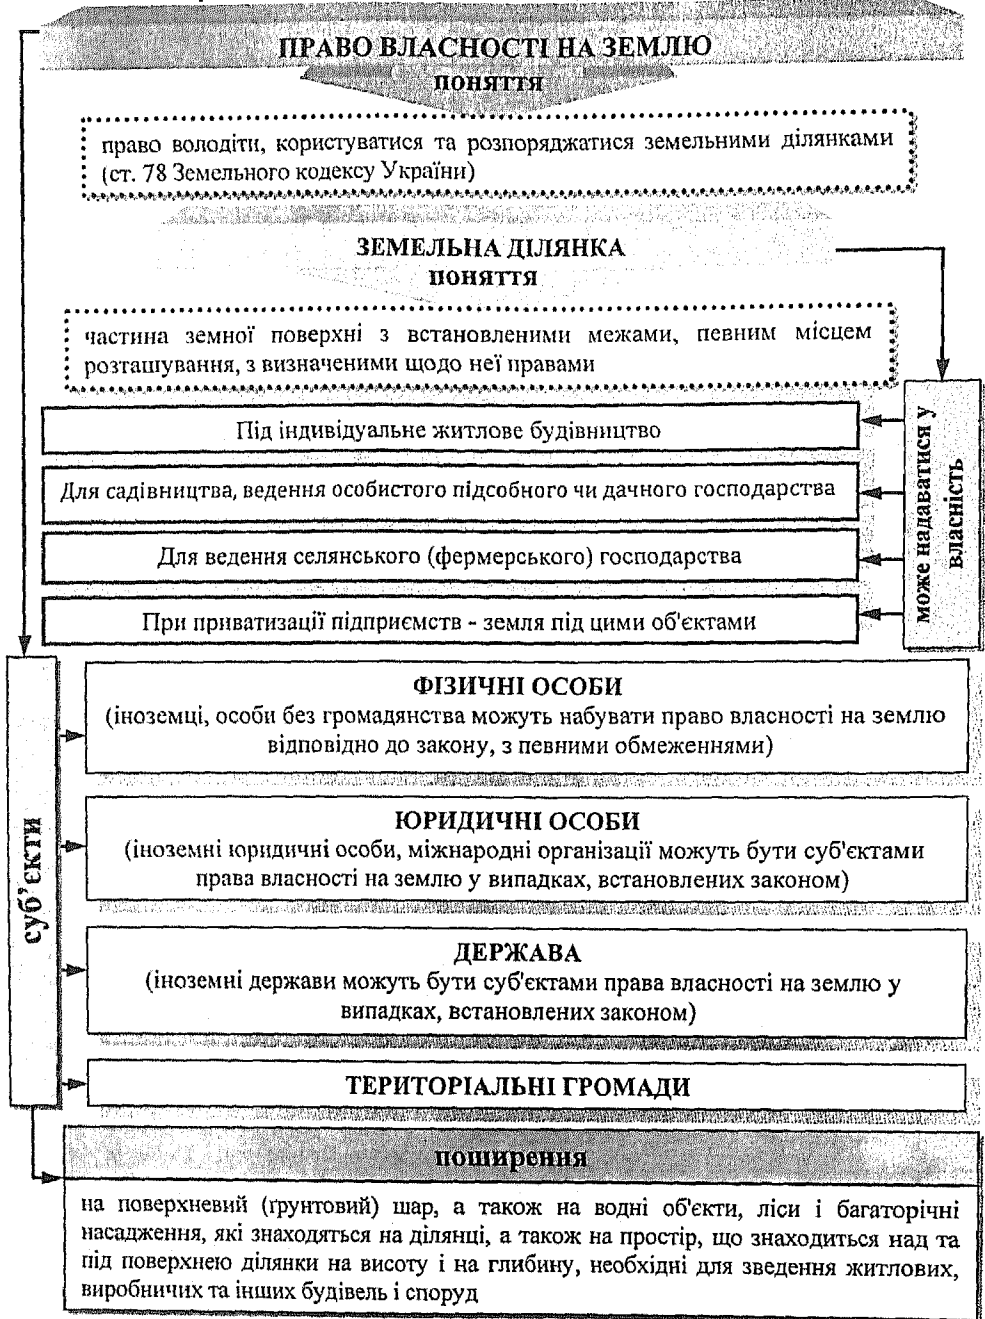 ПРАВО ВЛАСНОСТІ НА ЗЕМЛЮ
поняття
право володіти, користуватися та розпоряджатися земельними ділянками
(ст. 78 Земельного кодексу України)
ЗЕМЕЛЬНА ДІЛЯНКА
поняття
частина земної поверхні з встановленими межами, певним місцем
розташування, з визначеними щодо неї правами
може надаватися у
власність
Під індивідуальне житлове будівництво
Для садівництва, ведення особистого підсобного чи дачного господарства
Для ведення селянського (фермерського) господарства
При приватизації підприємств - земля під цими об'єктами
суб'єкти
ФІЗИЧНІ ОСОБИ
(іноземці, особи без громадянства можуть набувати право власності на землю
відповідно до закону, з певними обмеженнями)
ЮРИДИЧНІ ОСОБИ
(іноземні юридичні особи, міжнародні організації можуть бути суб'єктами
права власності на землю у випадках, встановлених законом)
ДЕРЖАВА
(іноземні держави можуть бути суб'єктами права власності на землю у
випадках, встановлених законом)
ТЕРИТОРІАЛЬНІ ГРОМАДИ
поширення
на поверхневий (ґрунтовий) шар, а також на водні об'єкти, ліси і багаторічні
насадження, які знаходяться на ділянці, а також на простір, що знаходиться над та
під поверхнею ділянки на висоту і на глибину, необхідні для зведення житлових,
виробничих та інших будівель і споруд